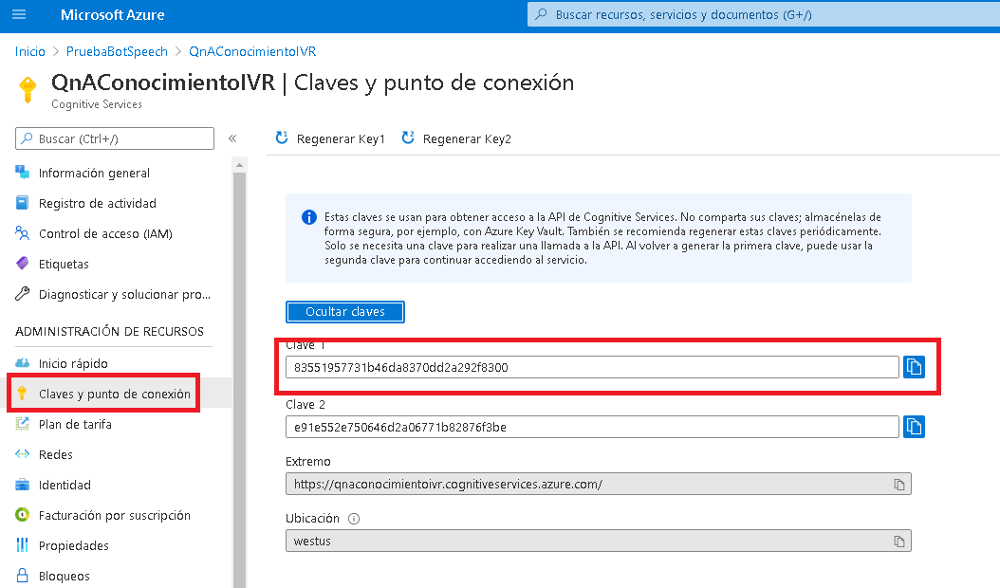 Microsoft Azure
Buscar recursos, servicios y documentos (G+/)
Inicio > PruebaBotSpeech > QnAConocimientoIVR
QnAConocimientoIVR | Claves y punto de conexión
Cognitive Services
Buscar (Ctrl+/)
«
Regenerar Key1
Regenerar Key2
Información general
Registro de actividad
Control de acceso (IAM)
Etiquetas
Diagnosticar y solucionar pro...
ADMINISTRACIÓN DE RECURSOS
Inicio rápido
Claves y punto de conexión
Plan de tarifa
Redes
Identidad
Facturación por suscripción
Propiedades
Bloqueos
Estas claves se usan para obtener acceso a la API de Cognitive Services. No comparta sus claves; almacénelas de
forma segura, por ejemplo, con Azure Key Vault. También se recomienda regenerar estas claves periódicamente.
Solo se necesita una clave para realizar una llamada a la API. Al volver a generar la primera clave, puede usar la
segunda clave para continuar accediendo al servicio.
Ocultar claves
Clave 1
83551957731b46da8370dd2a292f8300
Clave 2
e91e552e750646d2a06771b82876f3be
Extremo
https://qnaconocimientoivr.cognitiveservices.azure.com/
Ubicación
westus